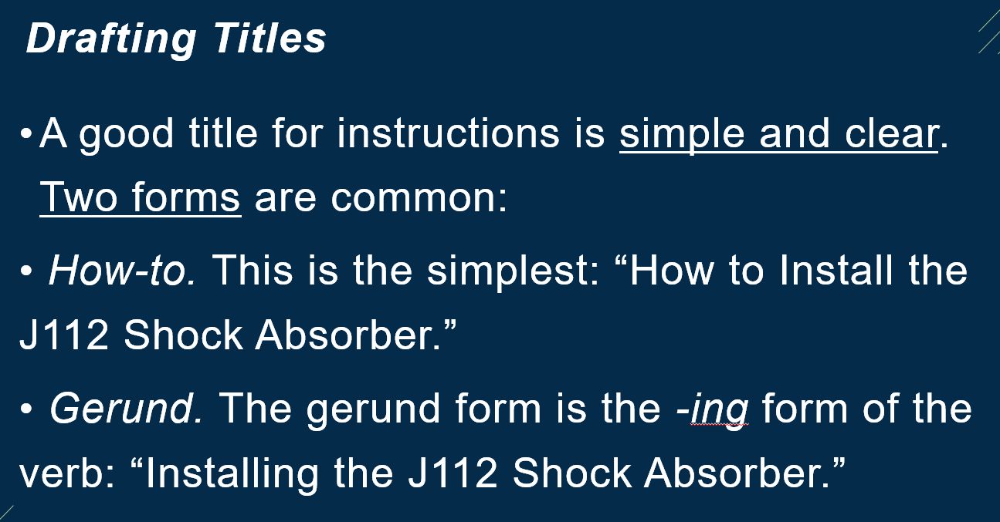 Drafting Titles
•A good title for instructions is simple and clear.
Two forms are common:
• How-to. This is the simplest: “How to Install the
J112 Shock Absorber.”
• Gerund. The gerund form is the -ing form of the
verb: “Installing the J112 Shock Absorber.”